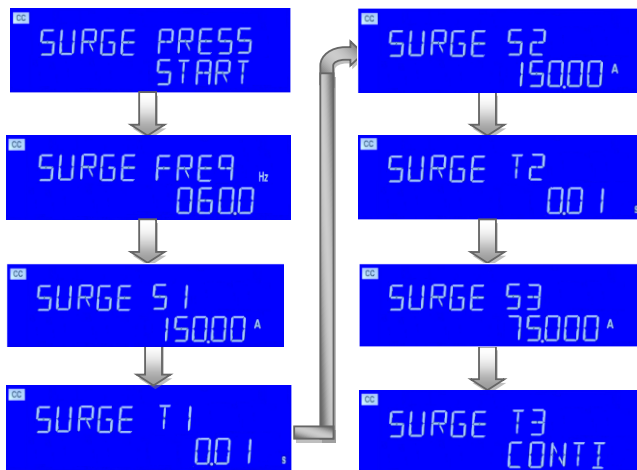 CC
SURGE PRESS
START
CC
SURGE FREQ
060.0 Hz
CC
SURGE S1
150.00 A
CC
SURGE T1
0.01 s
CC
SURGE S2
150.00 A
CC
SURGE T2
0.01 s
CC
SURGE S3
75.000 A
CC
SURGE T3
CONTI